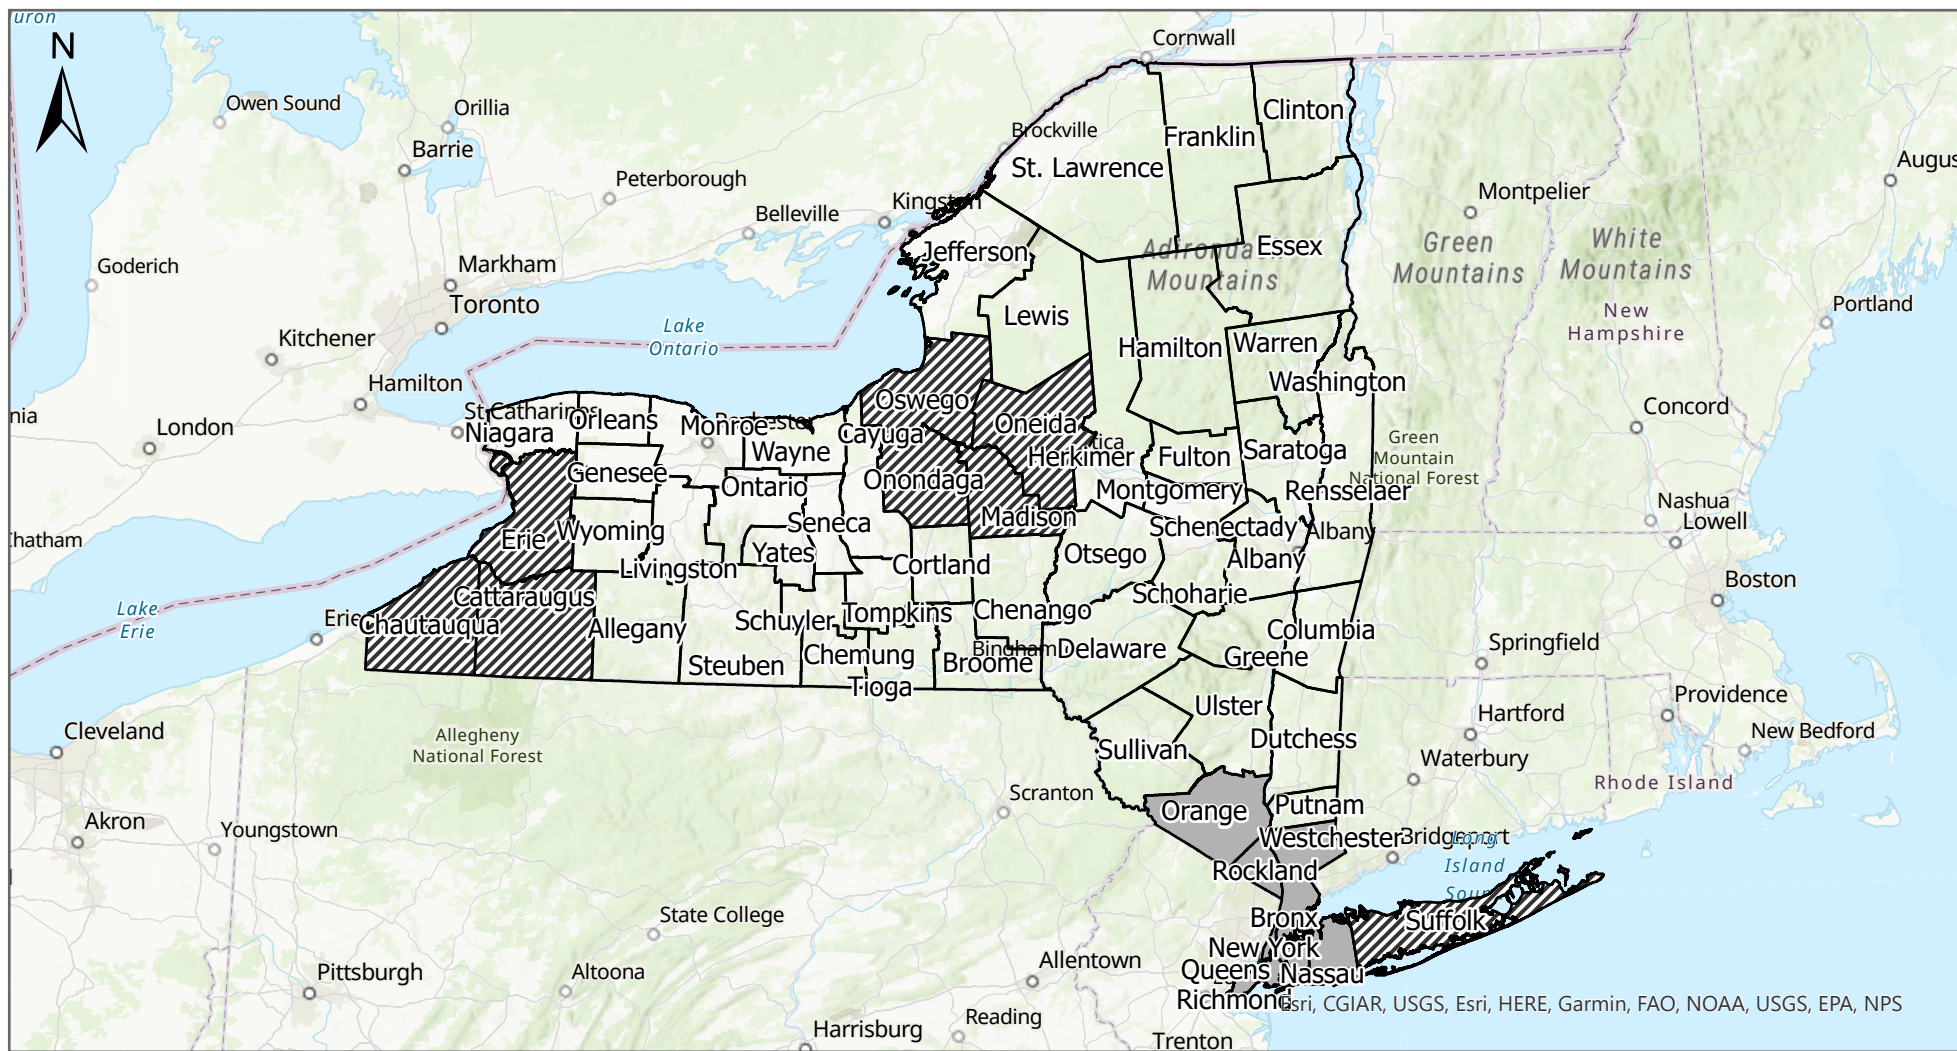 uron
Cornwall
N
Owen Sound
Orillia
Clinton
Brockville
Franklin
Barrie
Augus
St. Lawrence
Peterborough
Montpelier
Kingston
Belleville
Jefferson
Adironda
Mountains
Essex
Green
Mountains
White
Mountains
Goderich
Markham
Toronto
Portland
New
Hampshire
Lewis
Lake
Ontario
Kitchener
Hamilton
Warren
Hamilton
Washington
Oswego
Concord
nia
St Catharines
Orleans
Monroe
Oneida
London
Niagara
Cayuga
tica
Green
Mountain
National Forest
Wayne
Herkimer
Fulton
Saratoga
Genesee
Ontario
Onondaga
Montgomery
Rensselaer
Nashua
Lowell
Seneca
Madison
Schenectady
Albany
Chatham
Erie
Wyoming
Yates
Otsego
Albany
Livingston
Cortland
Boston
Cattaraugus
Schoharie
Lake
Erie
Erie
Chautauqua
Allegany
Schuyler
Tompkins
Chenango
Columbia
Springfield
Steuben
Chemung
Bingham
Broome
Delaware
Greene
Tioga
Providence
Ulster
Hartford
Cleveland
Allegheny
National Forest
Sullivan
Dutchess
New Bedford
Waterbury
Rhode Island
Scranton
Orange
Putnam
Akron
Youngstown
Westchester
Bridgeport
Long
Island
Soun
Rockland
State College
Bronx
Suffolk
New York
Pittsburgh
Altoona
Allentown
Queens
Nassau
Richmond
Esri, CGIAR, USGS, Esri, HERE, Garmin, FAO, NOAA, USGS, EPA, NPS
Harrisburg
Reading
Trenton